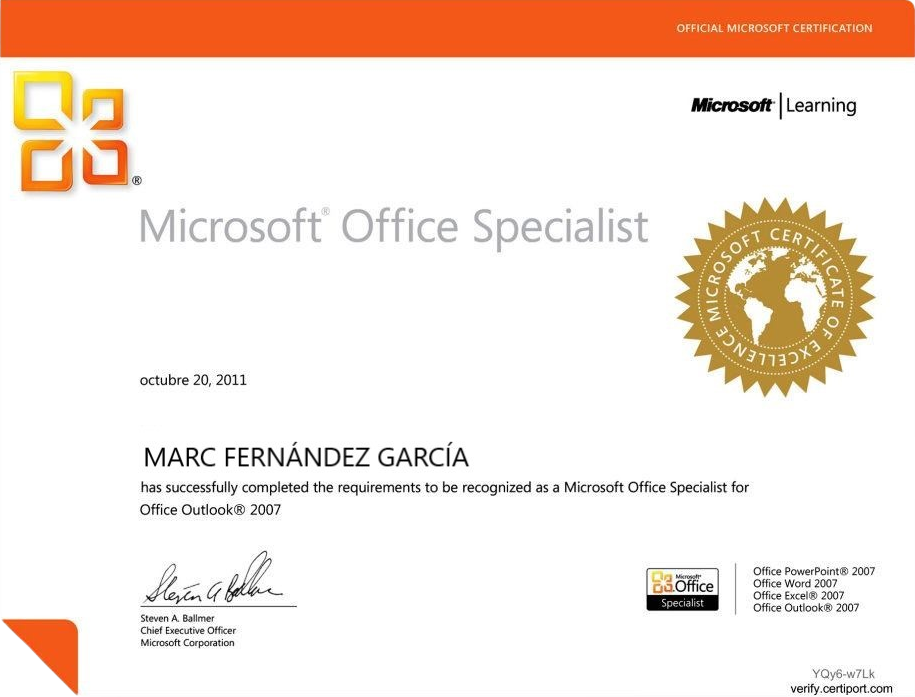 OFFICIAL MICROSOFT CERTIFICATION
Microsoft | Learning
®
Microsoft® Office Specialist
MICROSOFT CERTIFICATE OF EXCELLENCE
octubre 20, 2011
MARC FERNÁNDEZ GARCÍA
has successfully completed the requirements to be recognized as a Microsoft Office Specialist for
Office Outlook® 2007
Steven A Ballmer
Steven A. Ballmer
Chief Executive Officer
Microsoft Corporation
Microsoft®
Office
Specialist
Office PowerPoint® 2007
Office Word 2007
Office Excel® 2007
Office Outlook® 2007
YQy6-w7Lk
verify.certiport.com